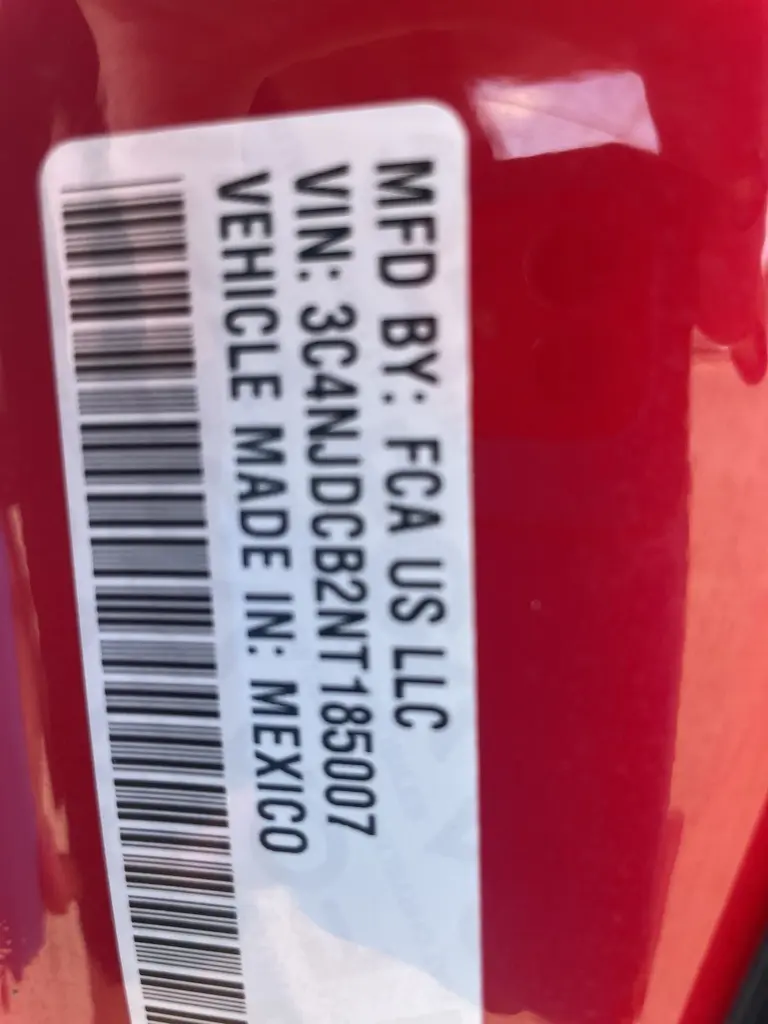 MFD BY: FCA US LLC
VIN: 3C4NJDCB2NT185007
VEHICLE MADE IN: MEXICO